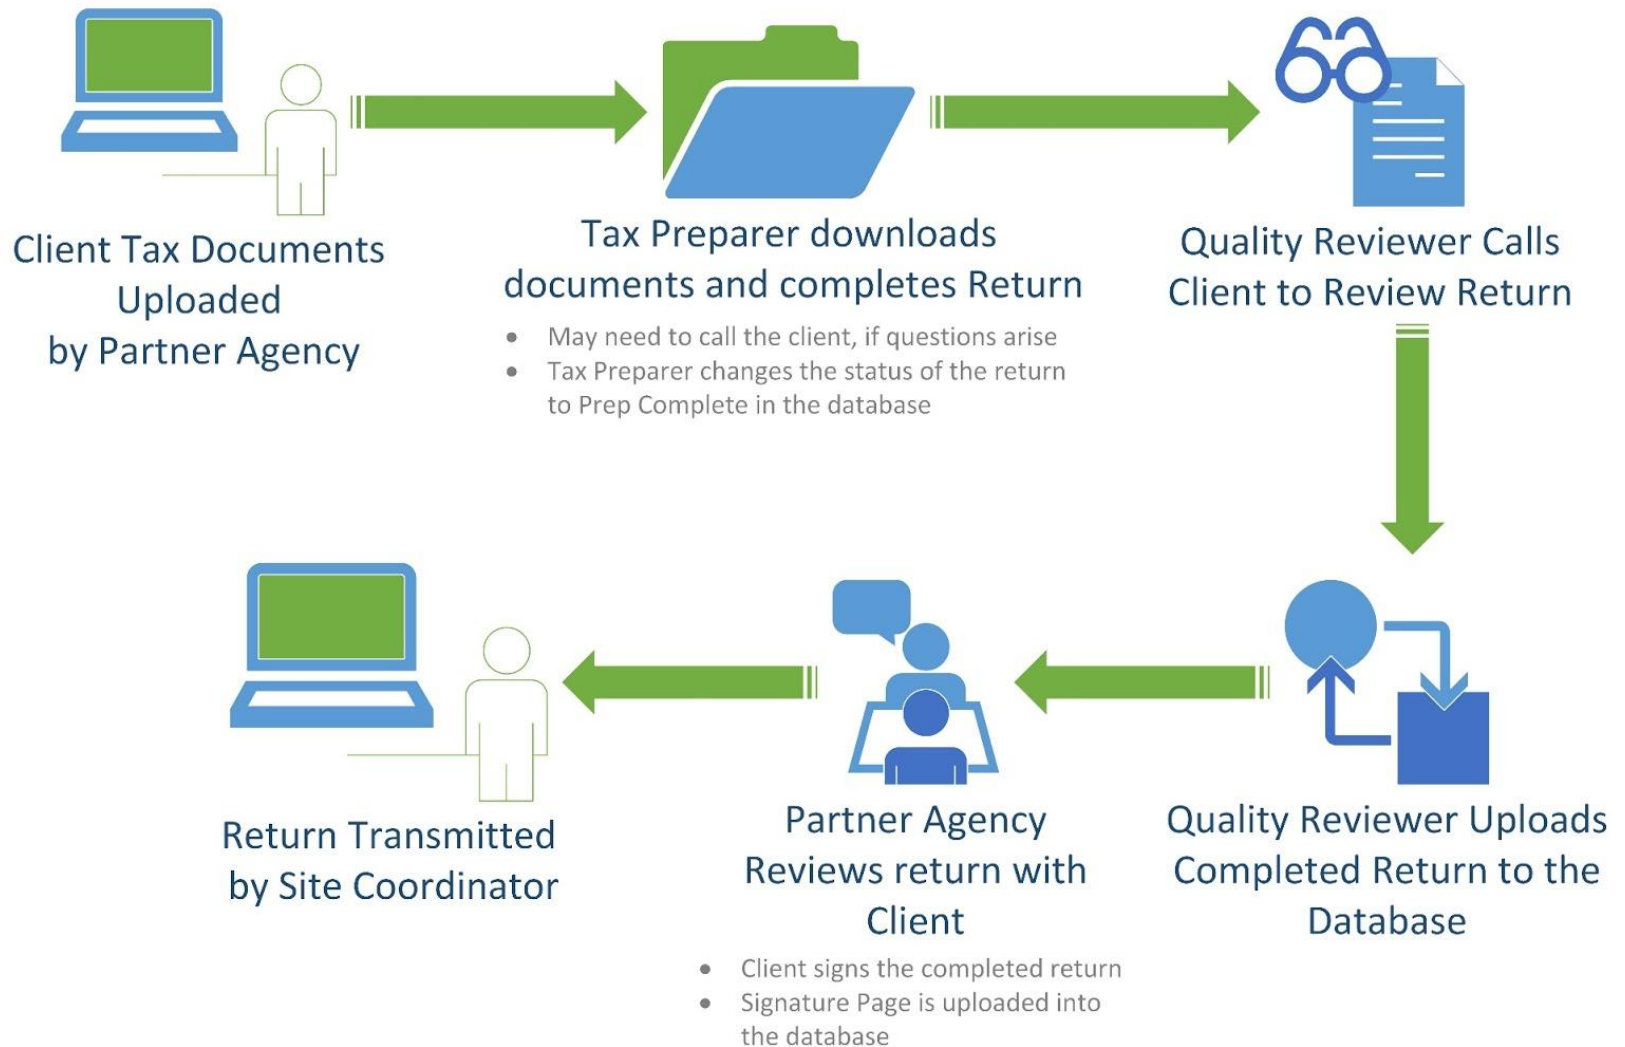 Client Tax Documents
Uploaded
by Partner Agency
Tax Preparer downloads
documents and completes Return
• May need to call the client, if questions arise
• Tax Preparer changes the status of the return
to Prep Complete in the database
Quality Reviewer Calls
Client to Review Return
Quality Reviewer Uploads
Completed Return to the
Database
Partner Agency
Reviews return with
Client
• Client signs the completed return
• Signature Page is uploaded into
the database
Return Transmitted
by Site Coordinator